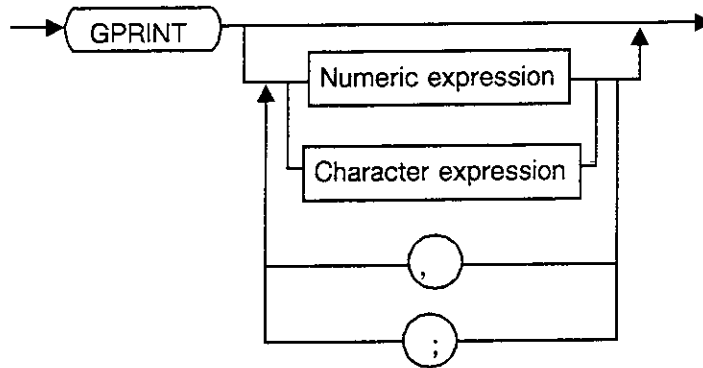 GPRINT
Numeric expression
Character expression
,
;